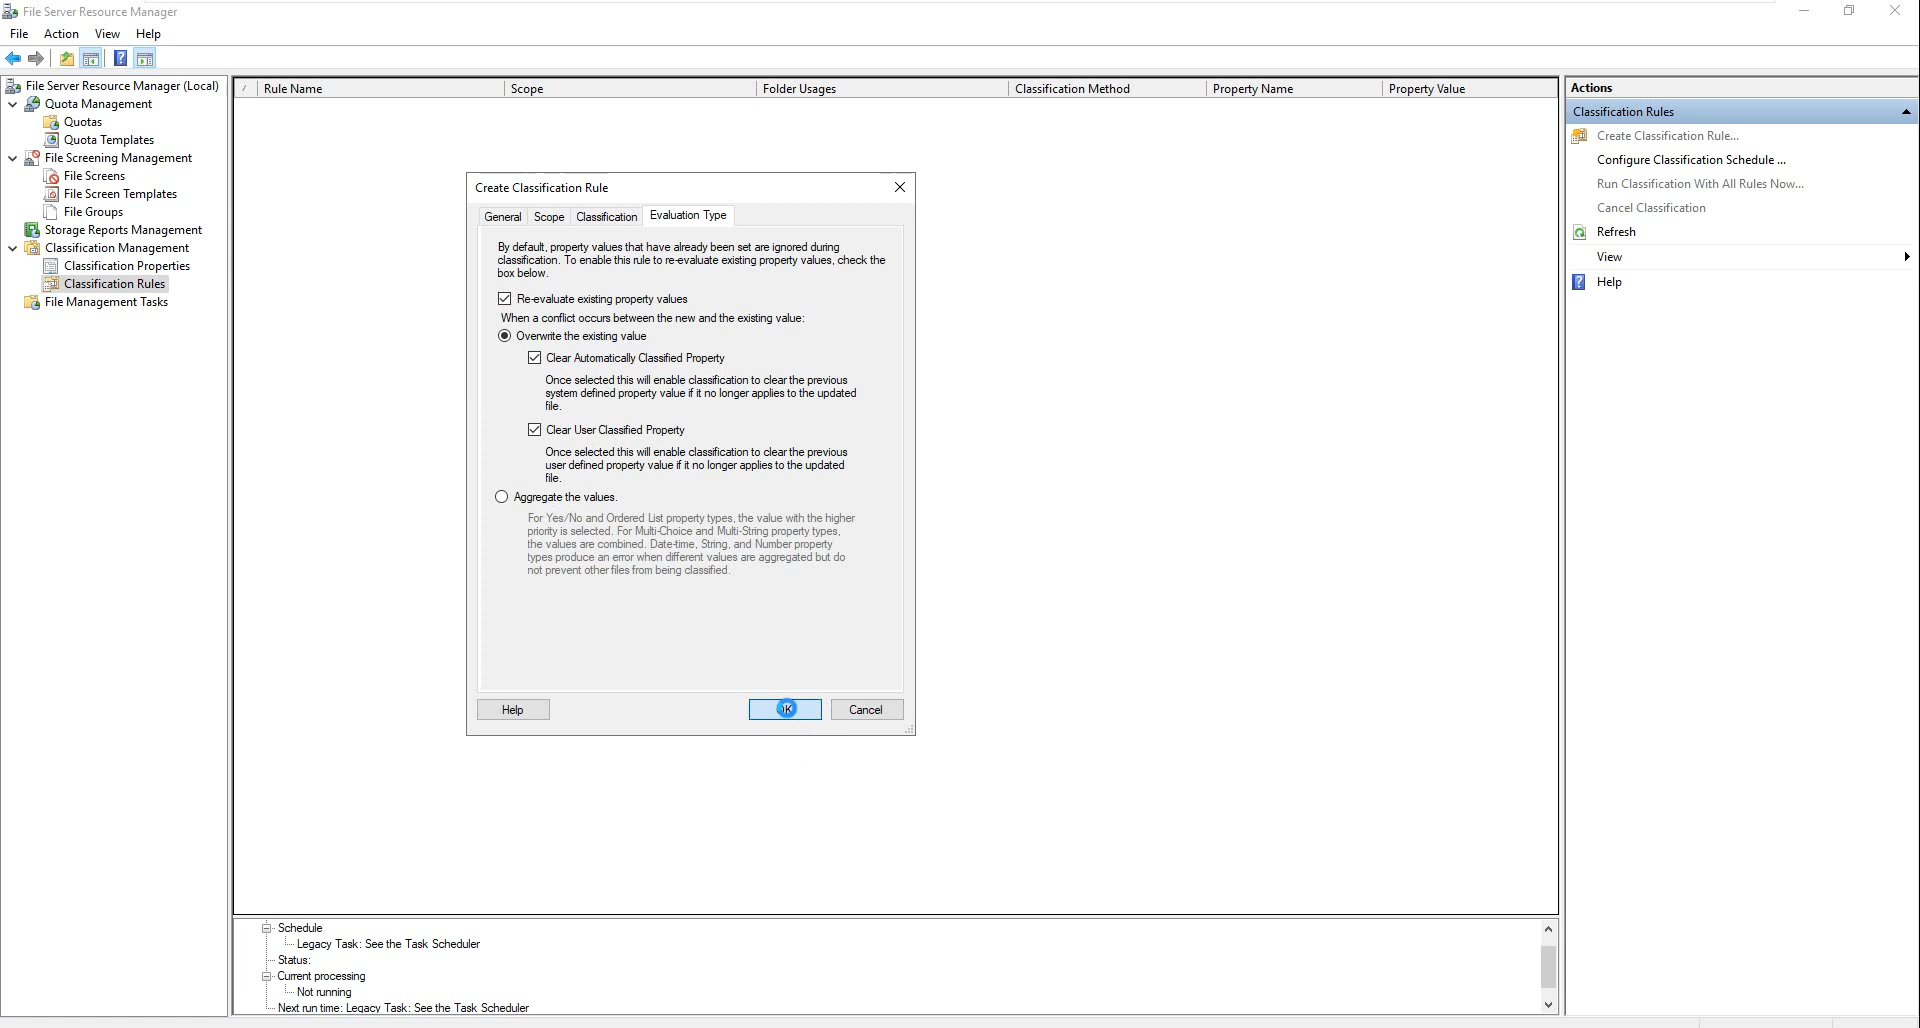 File Server Resource Manager
File Action View Help
File Server Resource Manager (Local)
Quota Management
Quotas
Quota Templates
File Screening Management
File Screens
File Screen Templates
File Groups
Storage Reports Management
Classification Management
Classification Properties
Classification Rules
File Management Tasks
Rule Name Scope Folder Usages Classification Method Property Name Property Value
Create Classification Rule
General Scope Classification Evaluation Type
By default, property values that have already been set are ignored during
classification. To enable this rule to re-evaluate existing property values, check the
box below.
Re-evaluate existing property values
When a conflict occurs between the new and the existing value:
Overwrite the existing value
Clear Automatically Classified Property
Once selected this will enable classification to clear the previous
system defined property value if it no longer applies to the updated
file.
Clear User Classified Property
Once selected this will enable classification to clear the previous
user defined property value if it no longer applies to the updated
file.
Aggregate the values.
For Yes/No and Ordered List property types, the value with the higher
priority is selected. For Multi-Choice and Multi-String property types,
the values are combined. Date-time, String, and Number property
types produce an error when different values are aggregated but do
not prevent other files from being classified.
Help OK Cancel
Schedule
Legacy Task: See the Task Scheduler
Status:
Current processing
Not running
Next run time: Legacy Task: See the Task Scheduler
Actions
Classification Rules
Create Classification Rule...
Configure Classification Schedule ...
Run Classification With All Rules Now...
Cancel Classification
Refresh
View
Help